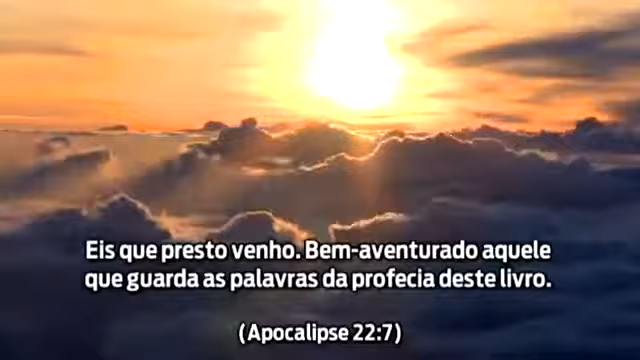 Eis que presto venho. Bem-aventurado aquele
que guarda as palavras da profecia deste livro.
(Apocalipse 22:7)